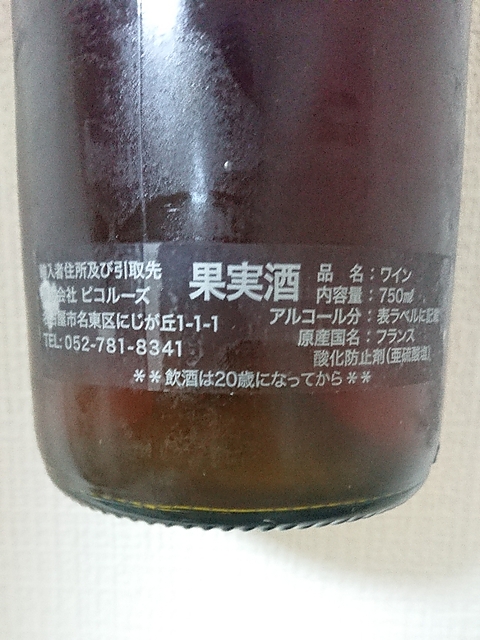 輸入者住所及び引取先
会社 ピコルーズ
名古屋市名東区にじが丘1-1-1
TEL:052-781-8341
果実酒
品 名:ワイン
内容量:750㎖
アルコール分:表ラベルに記載
原産国名:フランス
酸化防止剤(亜硫酸塩)
**飲酒は20歳になってから**